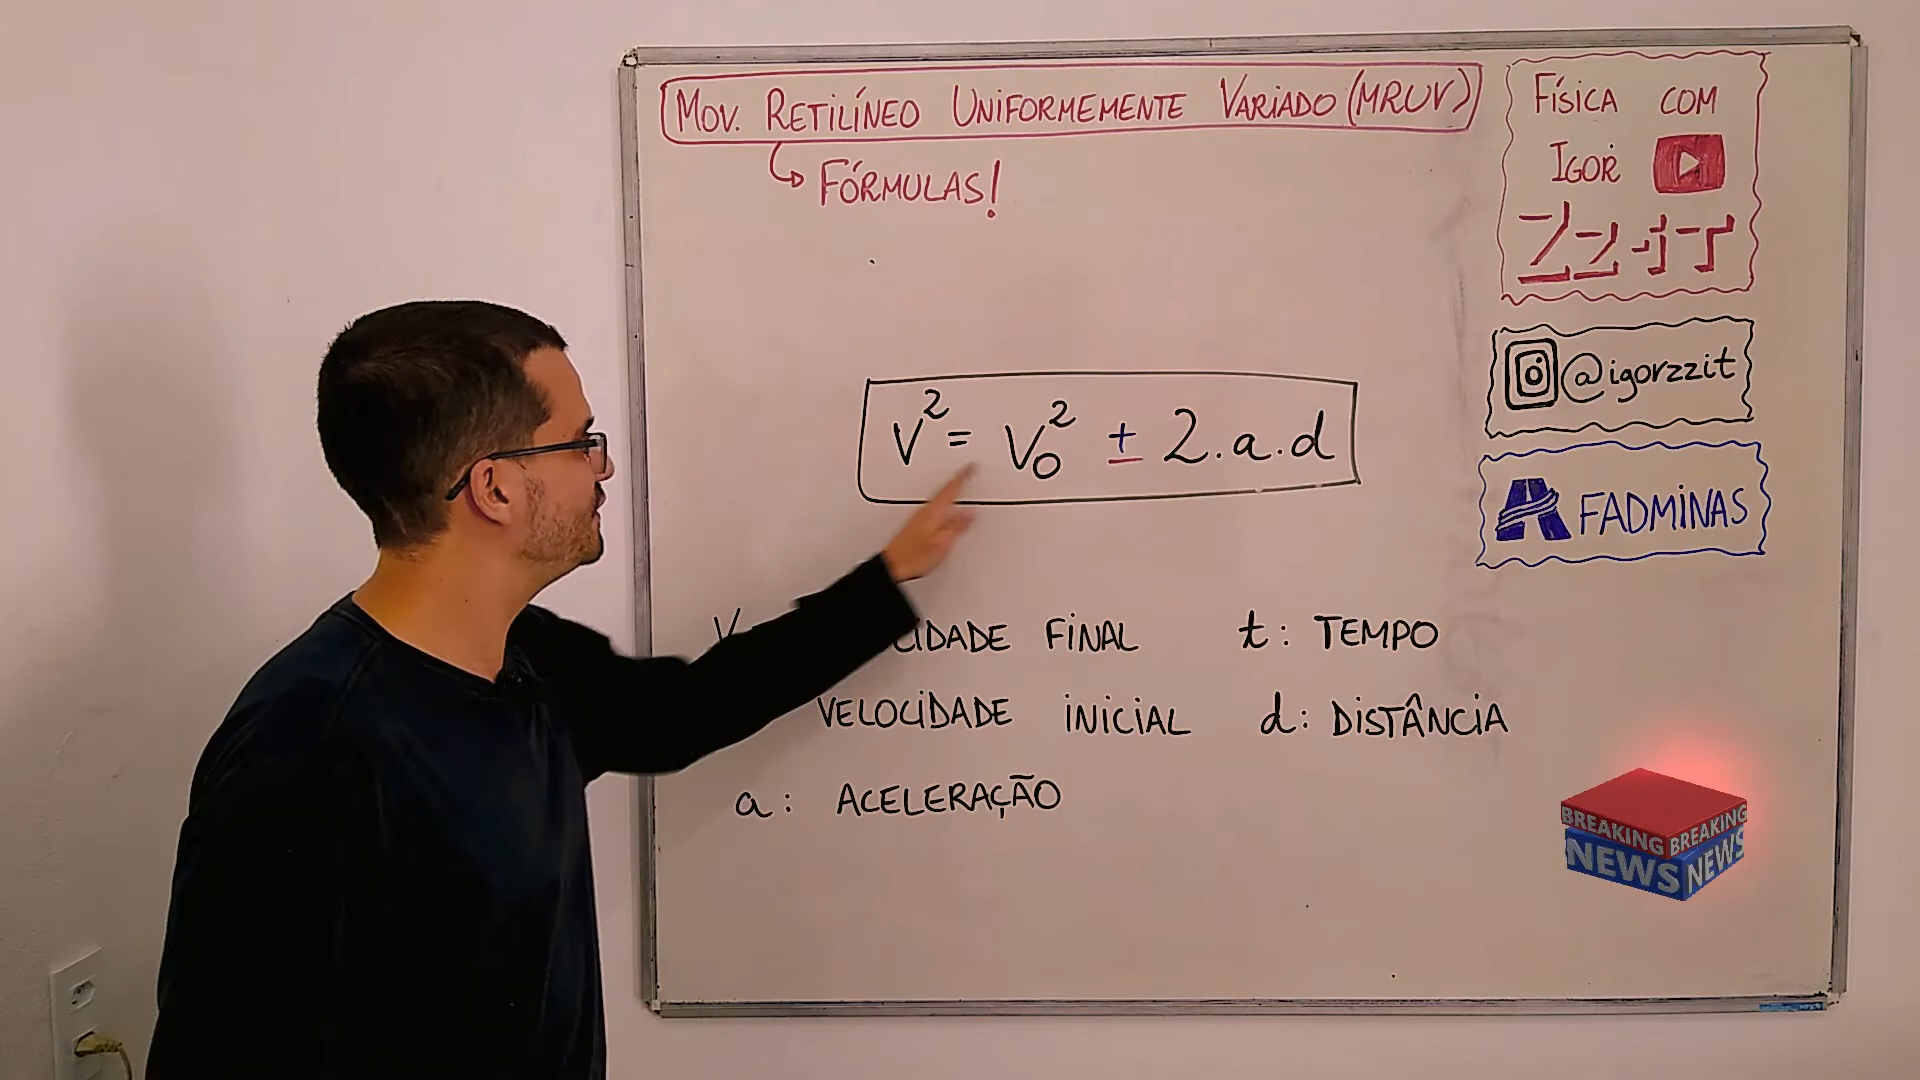 MOV. RETILÍNEO UNIFORMEMENTE VARIADO (MRUV)
FÓRMULAS!
V² = V₀² ± 2.a.d
FINAL
t: TEMPO
VELOCIDADE INICIAL
d: DISTÂNCIA
a: ACELERAÇÃO
FÍSICA COM
IGOR
ZZiT
@igorzzit
FADMINAS
BREAKING BREAKING
NEWS NEWS